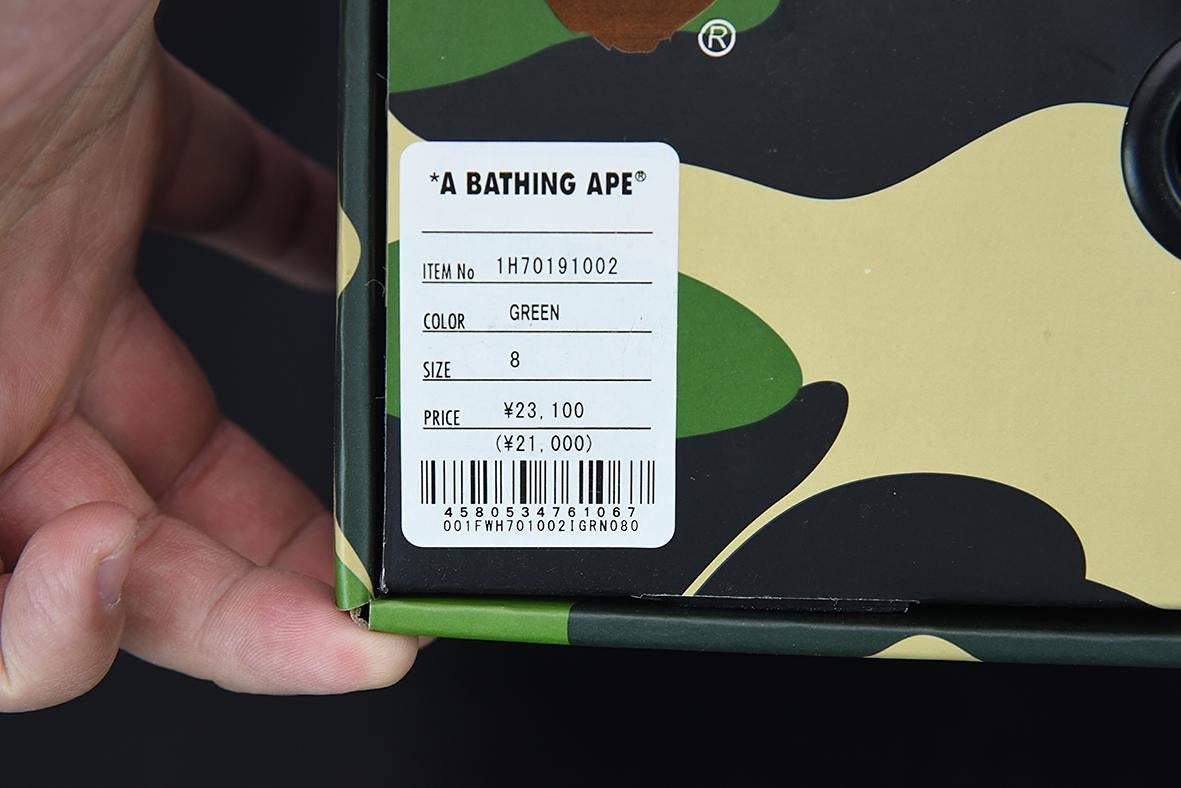 ®
*A BATHING APE®
ITEM No 1H70191002
COLOR GREEN
SIZE 8
PRICE ¥23,100
(¥21,000)
4580534761067
001FWH701002IGRN080